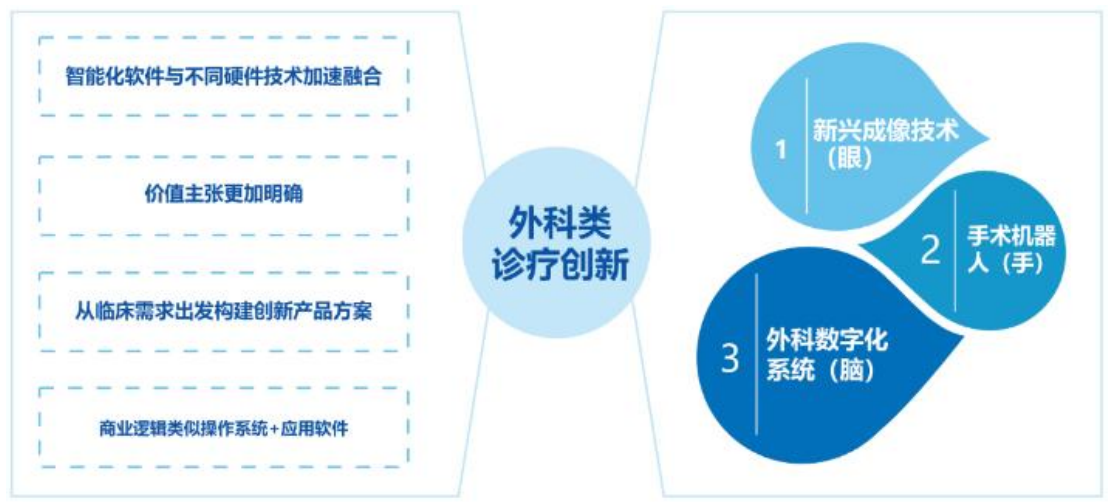 智能化软件与不同硬件技术加速融合
价值主张更加明确
从临床需求出发构建创新产品方案
商业逻辑类似操作系统+应用软件
外科类
诊疗创新
1
新兴成像技术
（眼）
2
手术机器
人（手）
3
外科数字化
系统（脑）